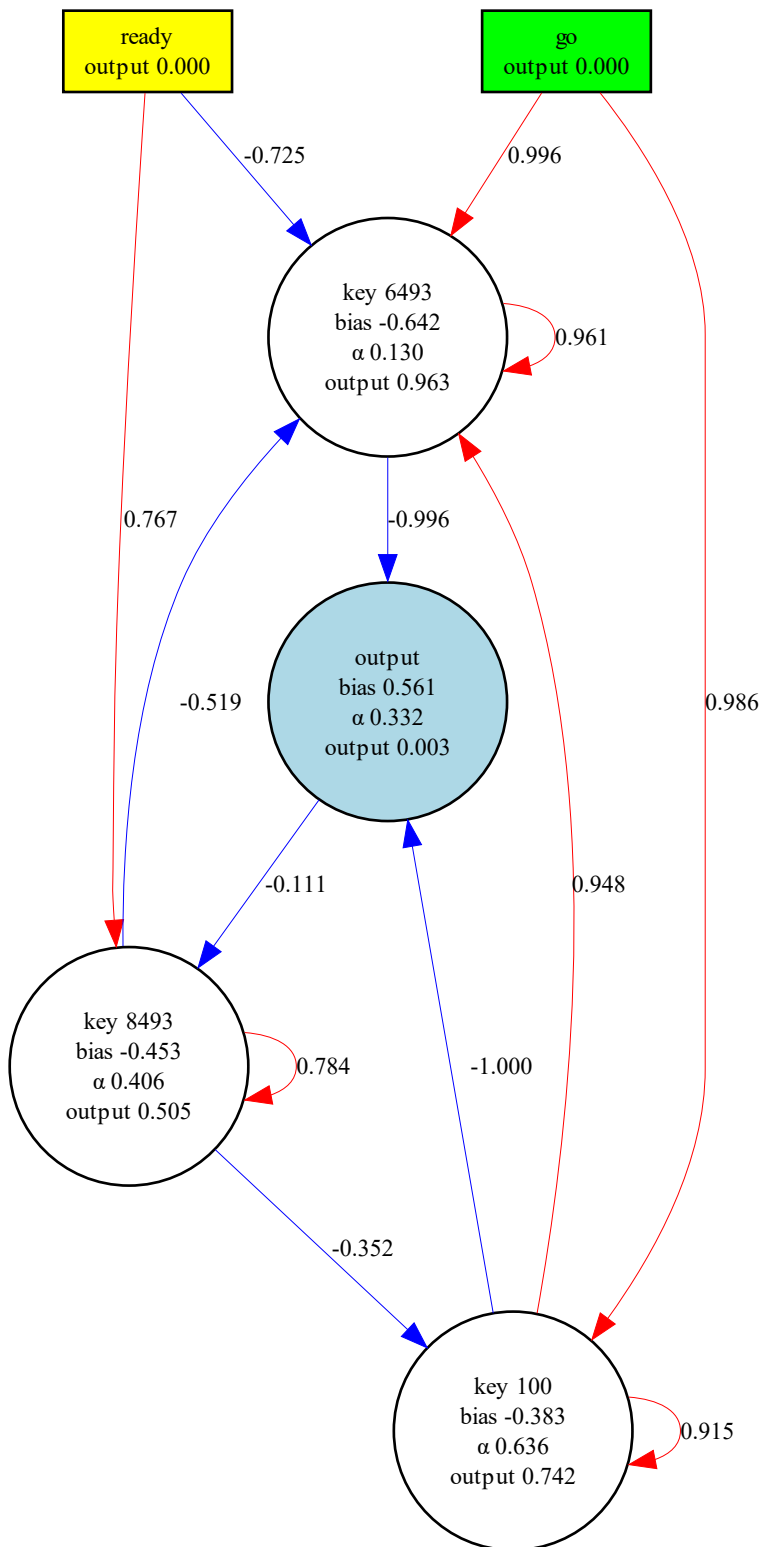 ready
output 0.000
go
output 0.000
-0.725
0.996
key 6493
bias -0.642
α 0.130
output 0.963
0.961
0.767
-0.996
-0.519
output
bias 0.561
α 0.332
output 0.003
0.986
-0.111
0.948
key 8493
bias -0.453
α 0.406
output 0.505
0.784
-1.000
-0.352
key 100
bias -0.383
α 0.636
output 0.742
0.915